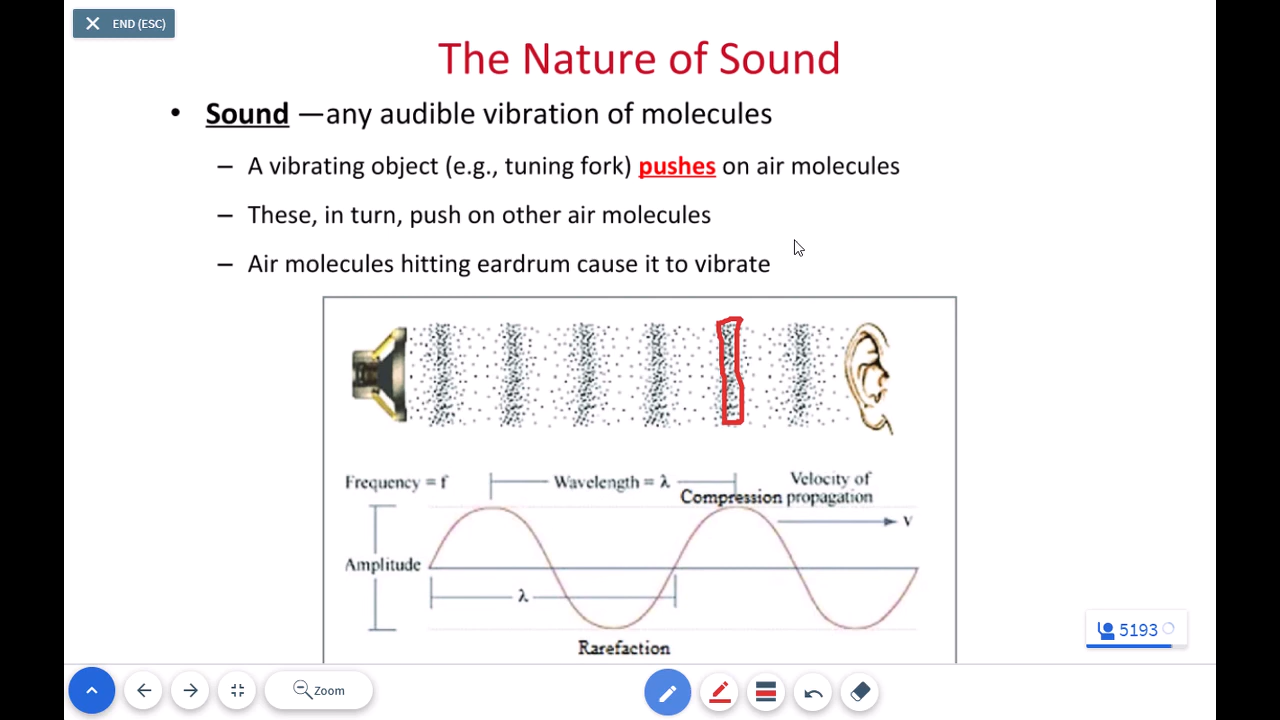 END (ESC)
The Nature of Sound
• Sound —any audible vibration of molecules
– A vibrating object (e.g., tuning fork) pushes on air molecules
– These, in turn, push on other air molecules
– Air molecules hitting eardrum cause it to vibrate
Frequency = f
Wavelength = λ
Velocity of
propagation
Compression
v
Amplitude
λ
Rarefaction
5193
Zoom